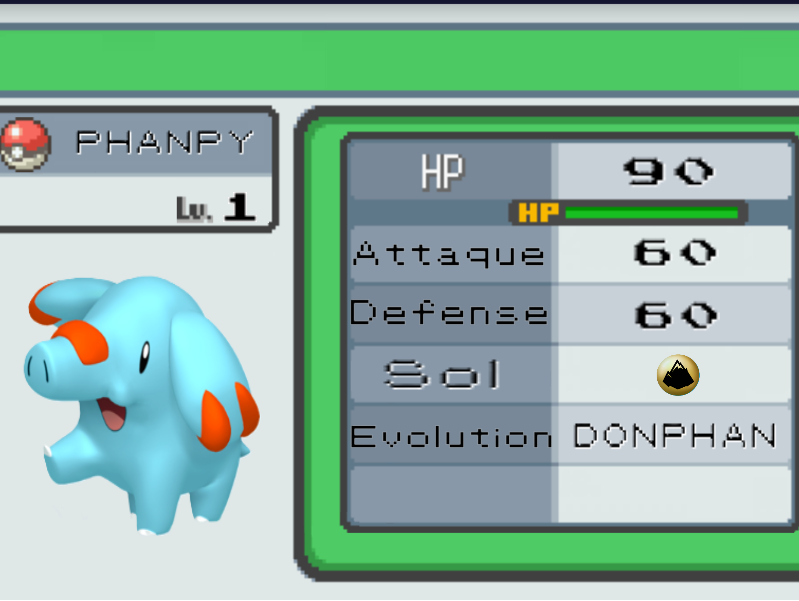 PHANPY
Lv. 1
HP 90
HP
Attaque 60
Defense 60
Sol
Evolution DONPHAN